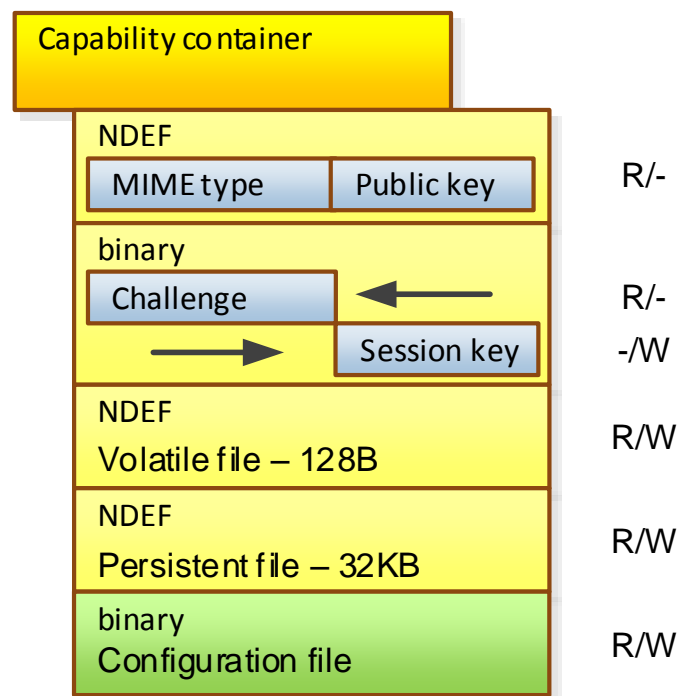 Capability container
NDEF
MIME type Public key R/-
binary
Challenge R/-
Session key -/W
NDEF
Volatile file – 128B R/W
NDEF
Persistent file – 32KB R/W
binary
Configuration file R/W